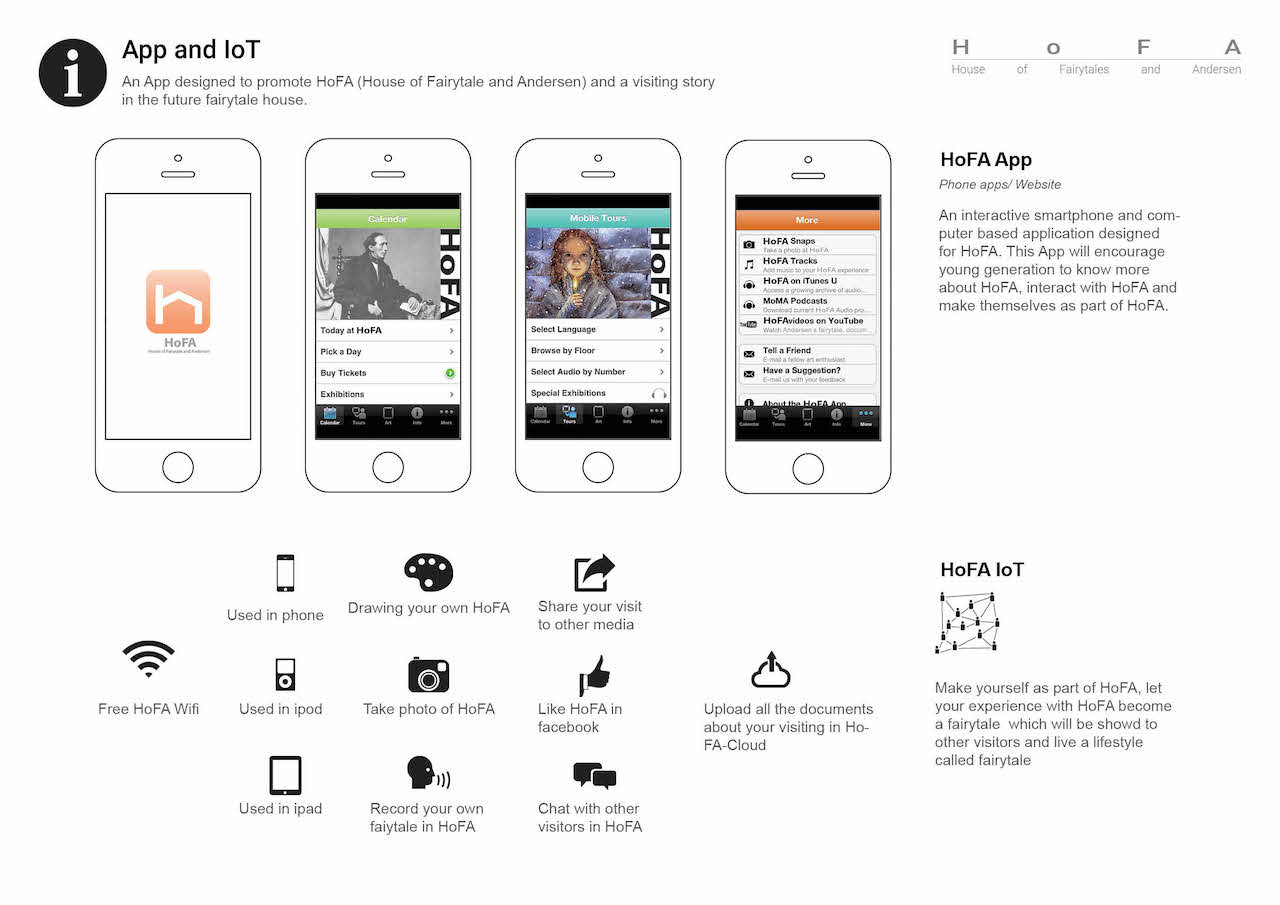 App and IoT
An App designed to promote HoFA (House of Fairytale and Andersen) and a visiting story
in the future fairytale house.
H o F A
House of Fairytales and Andersen
HoFA
House of Fairytale and Andersen
Calendar
HOFA
Today at HoFA
Pick a Day
Buy Tickets
Exhibitions
Calendar Tours Art Info More
Mobile Tours
HOFA
Select Language
Browse by Floor
Select Audio by Number
Special Exhibitions
Calendar Tours Art Info More
More
HoFA Snaps
Take a photo at HoFA
HoFA Tracks
Add music to your HoFA experience
HoFA on iTunes U
Access a growing archive of audio...
MoMA Podcasts
Download current HoFA Audio pro...
YouTube
HoFAvideos on YouTube
Watch Andersen's fairytale, docum...
Tell a Friend
E-mail a fellow art enthusiast
Have a Suggestion?
E-mail us with your feedback
About the HoFA App
Calendar Tours Art Info More
HoFA App
Phone apps/ Website
An interactive smartphone and com-
puter based application designed
for HoFA. This App will encourage
young generation to know more
about HoFA, interact with HoFA and
make themselves as part of HoFA.
Free HoFA Wifi
Used in phone
Used in ipod
Used in ipad
Drawing your own HoFA
Take photo of HoFA
Record your own
faiytale in HoFA
Share your visit
to other media
Like HoFA in
facebook
Chat with other
visitors in HoFA
Upload all the documents
about your visiting in Ho-
FA-Cloud
HoFA IoT
Make yourself as part of HoFA, let
your experience with HoFA become
a fairytale which will be showd to
other visitors and live a lifestyle
called fairytale